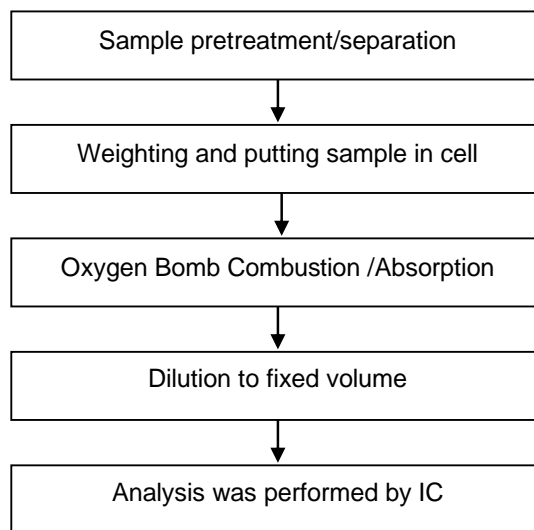 Sample pretreatment/separation
Weighting and putting sample in cell
Oxygen Bomb Combustion /Absorption
Dilution to fixed volume
Analysis was performed by IC